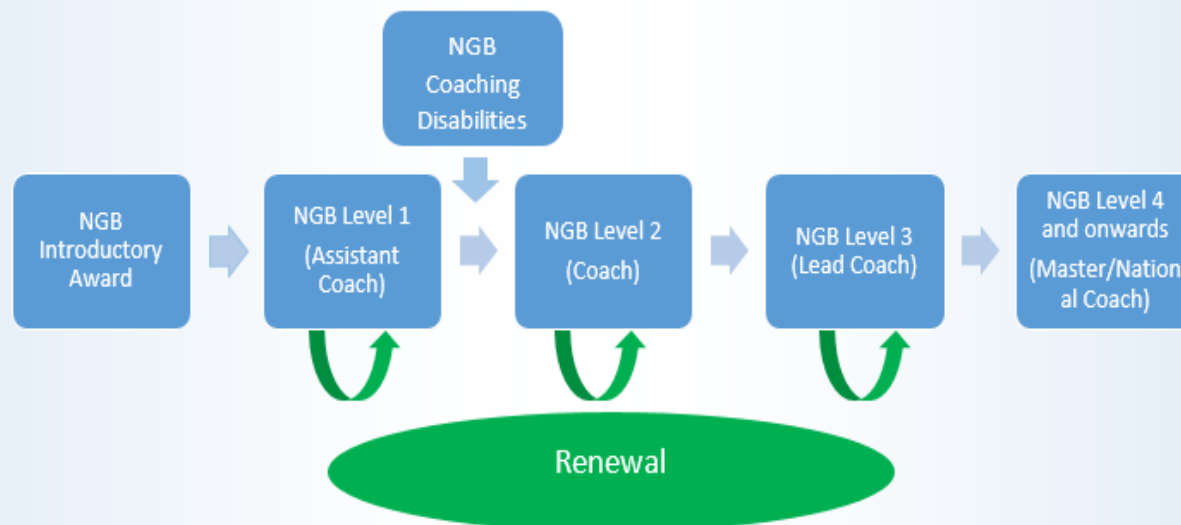 NGB
Coaching
Disabilities
NGB
Introductory
Award
NGB Level 1
(Assistant
Coach)
NGB Level 2
(Coach)
NGB Level 3
(Lead Coach)
NGB Level 4
and onwards
(Master/Nation
al Coach)
Renewal